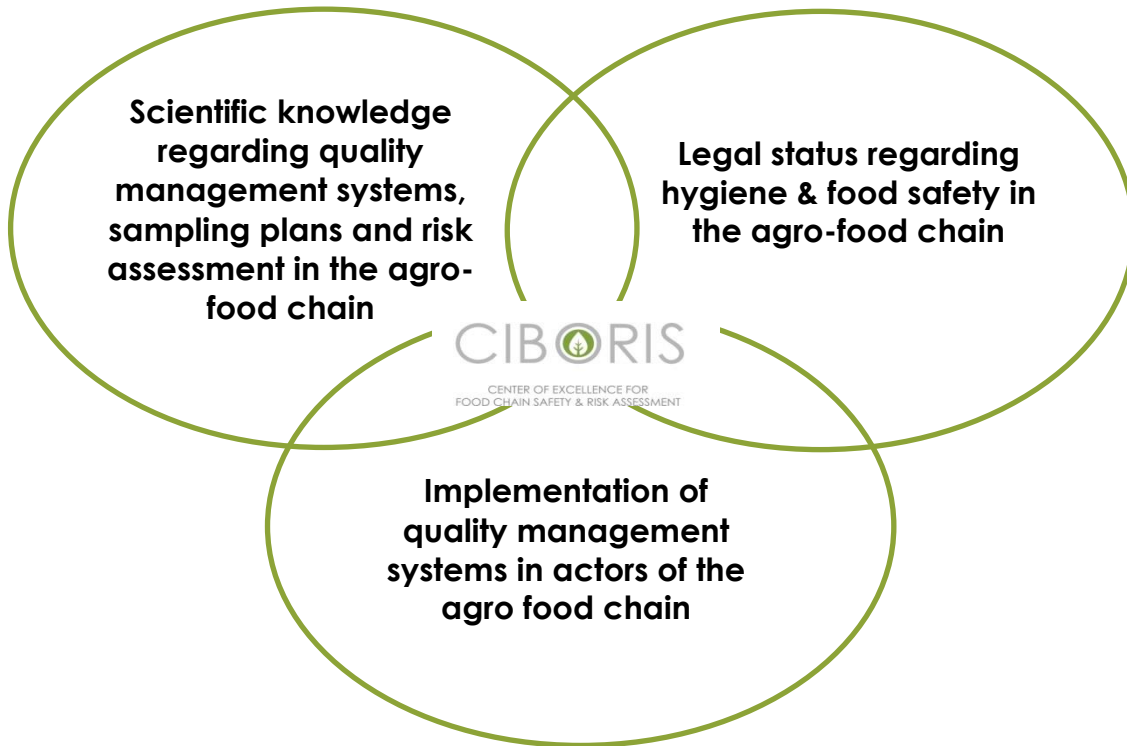 Scientific knowledge
regarding quality
management systems,
sampling plans and risk
assessment in the agro-
food chain
Legal status regarding
hygiene & food safety in
the agro-food chain
CIBORIS
CENTER OF EXCELLENCE FOR
FOOD CHAIN SAFETY & RISK ASSESSMENT
Implementation of
quality management
systems in actors of the
agro food chain